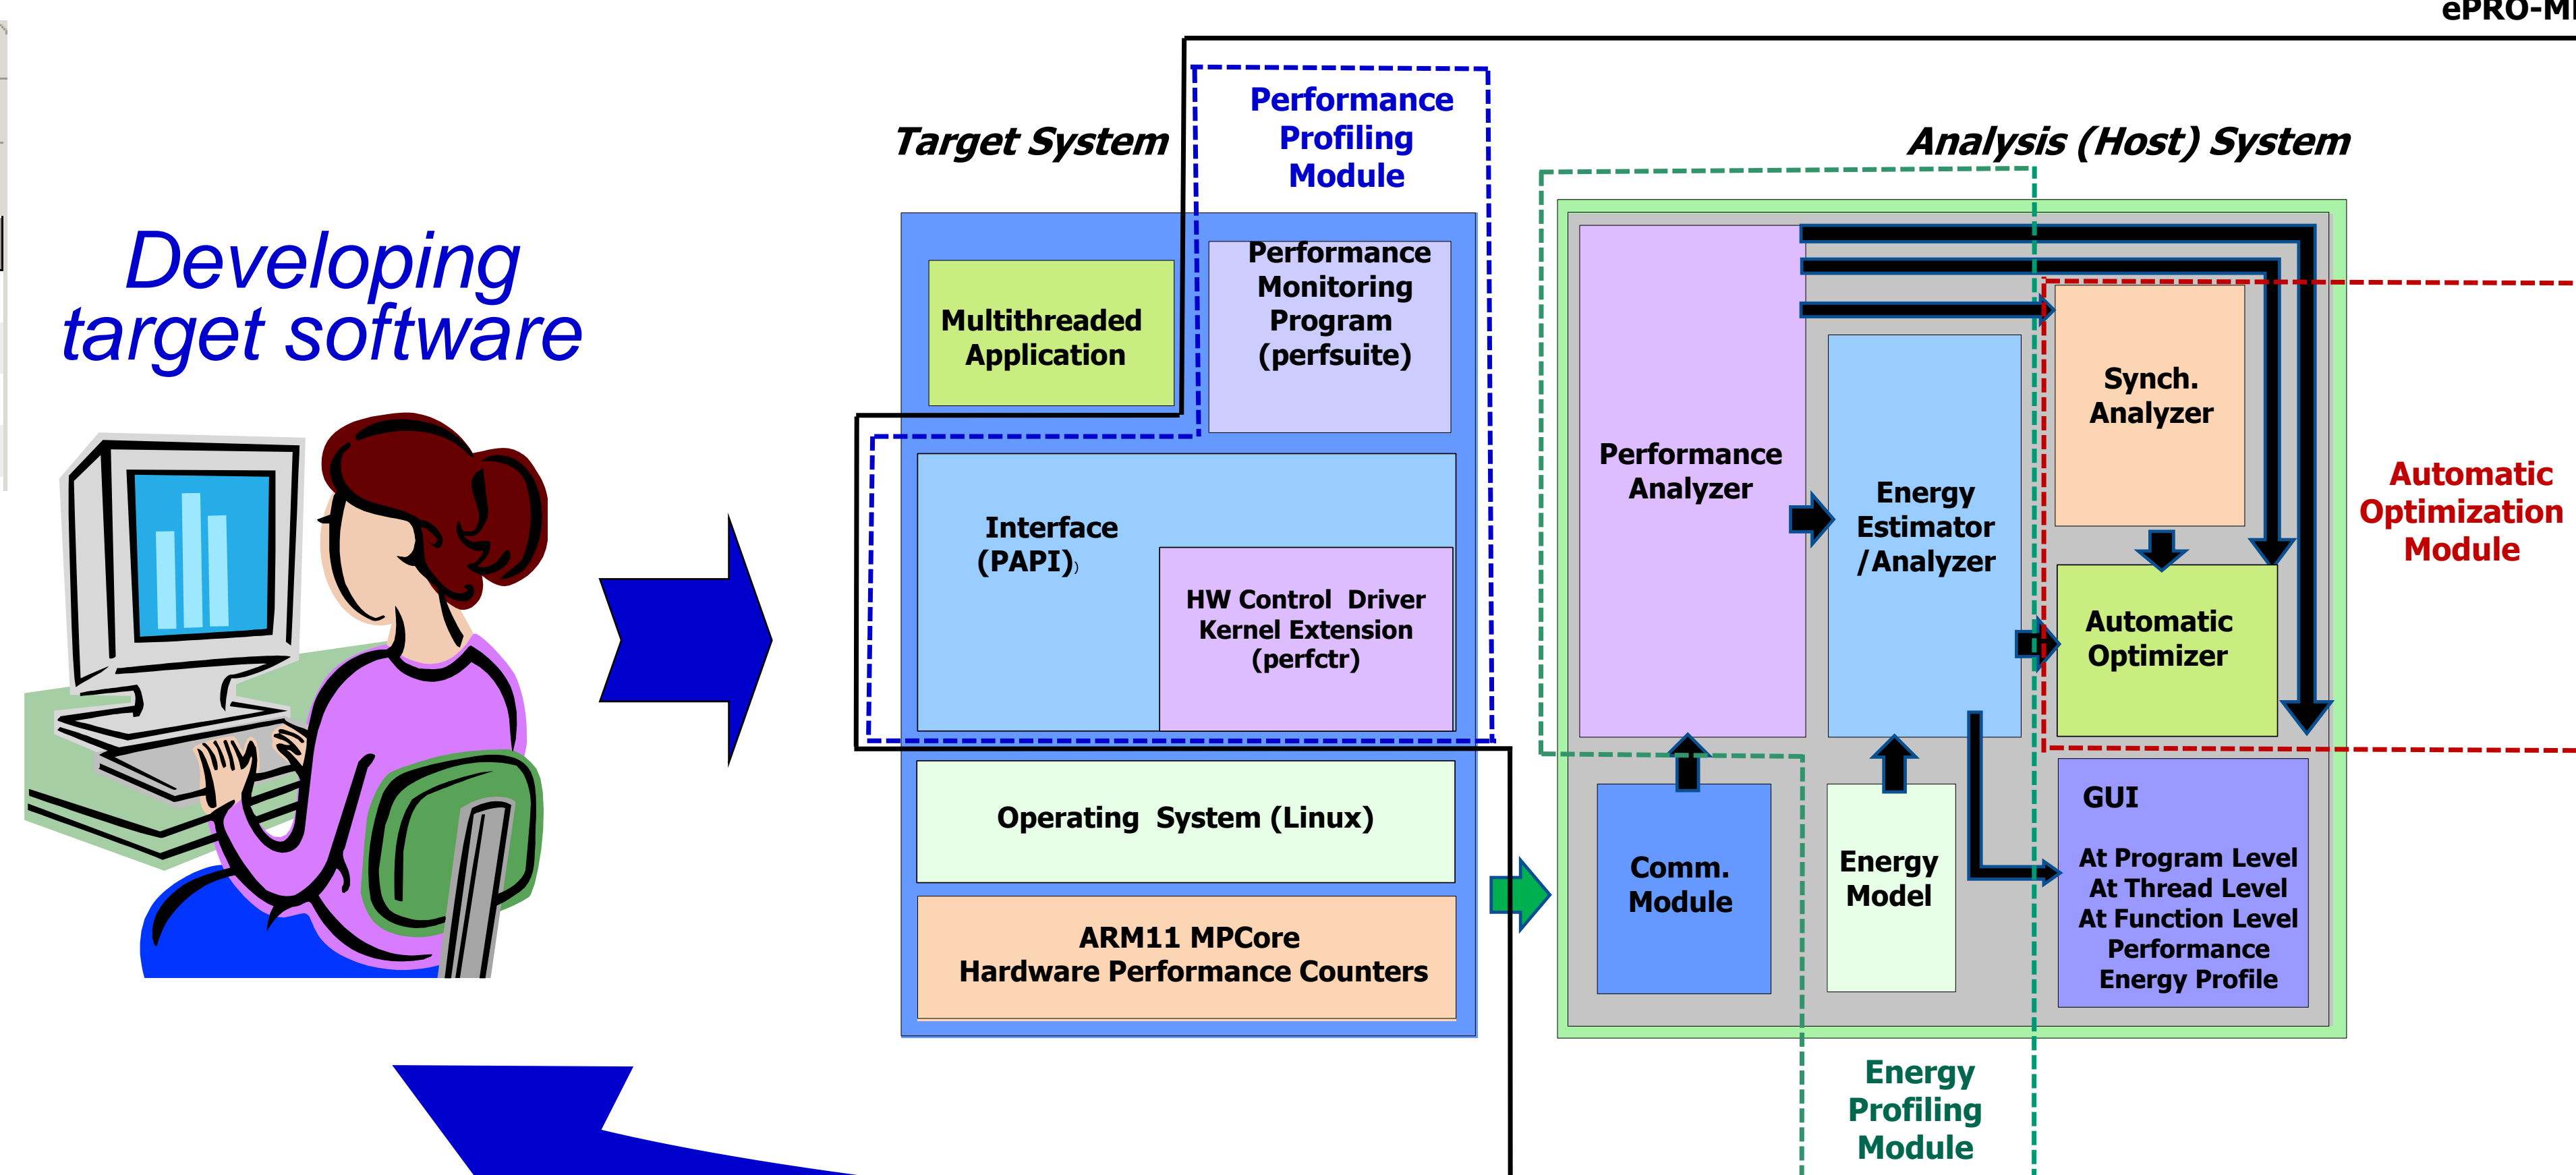 ePRO-M
Performance
Profiling
Module
Target System
Analysis (Host) System
Developing
target software
Multithreaded
Application
Performance
Monitoring
Program
(perfsuite)
Interface
(PAPI))
HW Control Driver
Kernel Extension
(perfctr)
Operating System (Linux)
ARM11 MPCore
Hardware Performance Counters
Performance
Analyzer
Energy
Estimator
/Analyzer
Synch.
Analyzer
Automatic
Optimizer
Automatic
Optimization
Module
Comm.
Module
Energy
Model
GUI
At Program Level
At Thread Level
At Function Level
Performance
Energy Profile
Energy
Profiling
Module